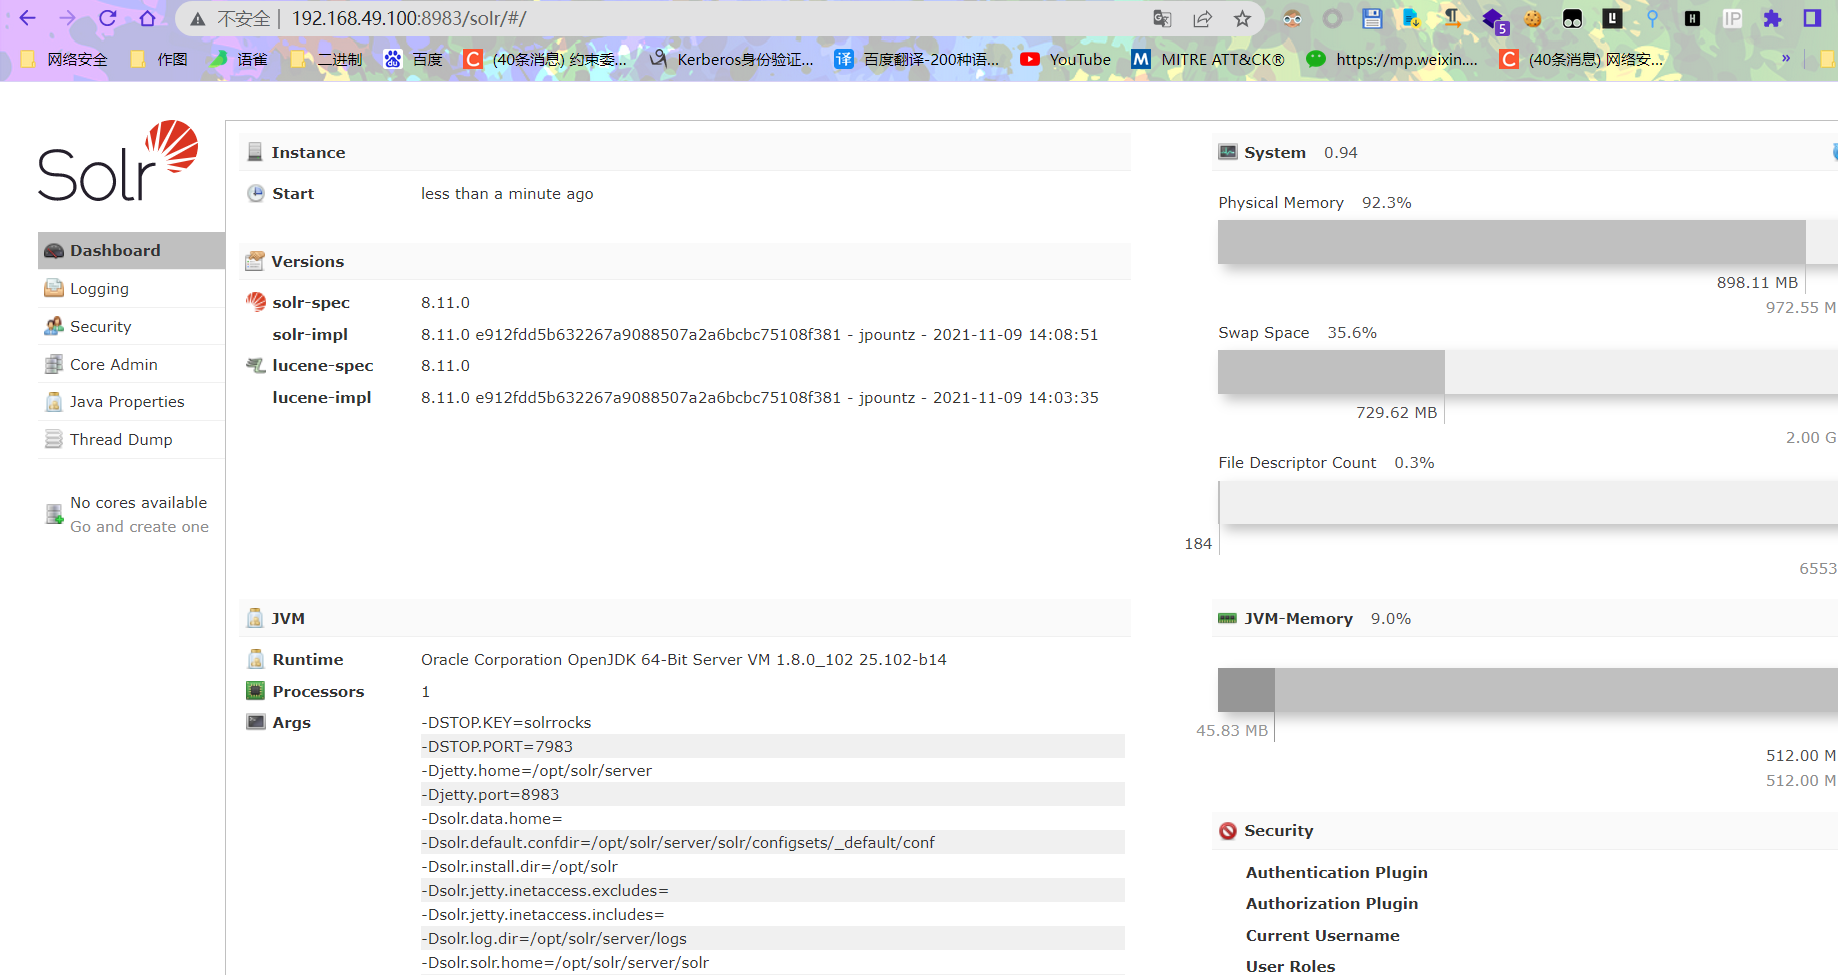 不安全 | 192.168.49.100:8983/solr/#/
网络安全 作图 语雀 二进制 百度 (40条消息) 约束委... Kerberos身份验证... 百度翻译-200种语... YouTube MITRE ATT&CK® https://mp.weixin.... (40条消息) 网络安... »
Solr
Dashboard
Logging
Security
Core Admin
Java Properties
Thread Dump
No cores available
Go and create one
Instance
Start less than a minute ago
Versions
solr-spec 8.11.0
solr-impl 8.11.0 e912fdd5b632267a9088507a2a6bcbc75108f381 - jpountz - 2021-11-09 14:08:51
lucene-spec 8.11.0
lucene-impl 8.11.0 e912fdd5b632267a9088507a2a6bcbc75108f381 - jpountz - 2021-11-09 14:03:35
JVM
Runtime Oracle Corporation OpenJDK 64-Bit Server VM 1.8.0_102 25.102-b14
Processors 1
Args -DSTOP.KEY=solrrocks
-DSTOP.PORT=7983
-Djetty.home=/opt/solr/server
-Djetty.port=8983
-Dsolr.data.home=
-Dsolr.default.confdir=/opt/solr/server/solr/configsets/_default/conf
-Dsolr.install.dir=/opt/solr
-Dsolr.jetty.inetaccess.excludes=
-Dsolr.jetty.inetaccess.includes=
-Dsolr.log.dir=/opt/solr/server/logs
-Dsolr.solr.home=/opt/solr/server/solr
System 0.94
Physical Memory 92.3%
898.11 MB
972.55 M
Swap Space 35.6%
729.62 MB
2.00 G
File Descriptor Count 0.3%
184
6553
JVM-Memory 9.0%
45.83 MB
512.00 M
512.00 M
Security
Authentication Plugin
Authorization Plugin
Current Username
User Roles